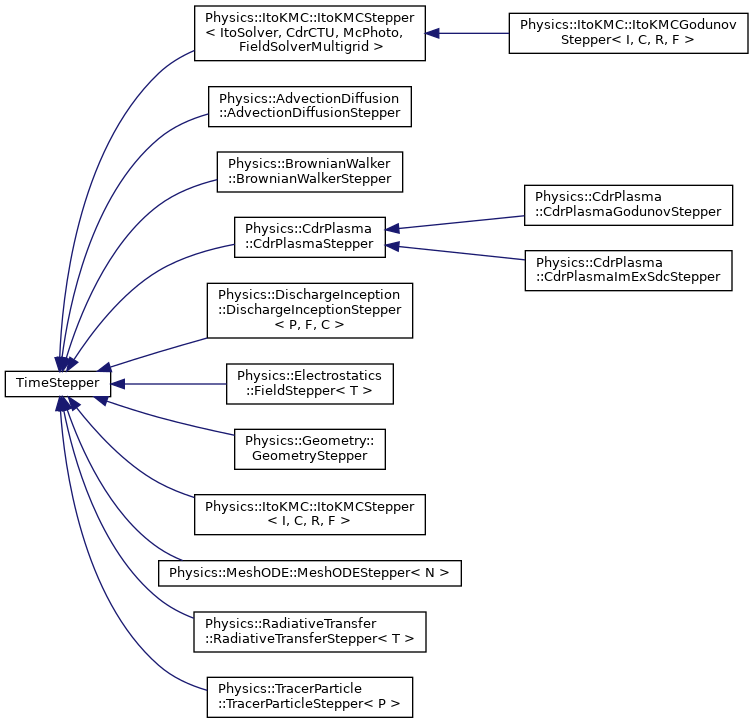 Physics::ItoKMC::ItoKMCStepper
< ItoSolver, CdrCTU, McPhoto,
FieldSolverMultigrid >
Physics::ItoKMC::ItoKMCGodunov
Stepper< I, C, R, F >
Physics::AdvectionDiffusion
::AdvectionDiffusionStepper
Physics::BrownianWalker
::BrownianWalkerStepper
Physics::CdrPlasma
::CdrPlasmaStepper
Physics::CdrPlasma
::CdrPlasmaGodunovStepper
Physics::CdrPlasma
::CdrPlasmaImExSdcStepper
Physics::DischargeInception
::DischargeInceptionStepper
< P, F, C >
TimeStepper
Physics::Electrostatics
::FieldStepper< T >
Physics::Geometry::
GeometryStepper
Physics::ItoKMC::ItoKMCStepper
< I, C, R, F >
Physics::MeshODE::MeshODEStepper< N >
Physics::RadiativeTransfer
::RadiativeTransferStepper< T >
Physics::TracerParticle
::TracerParticleStepper< P >